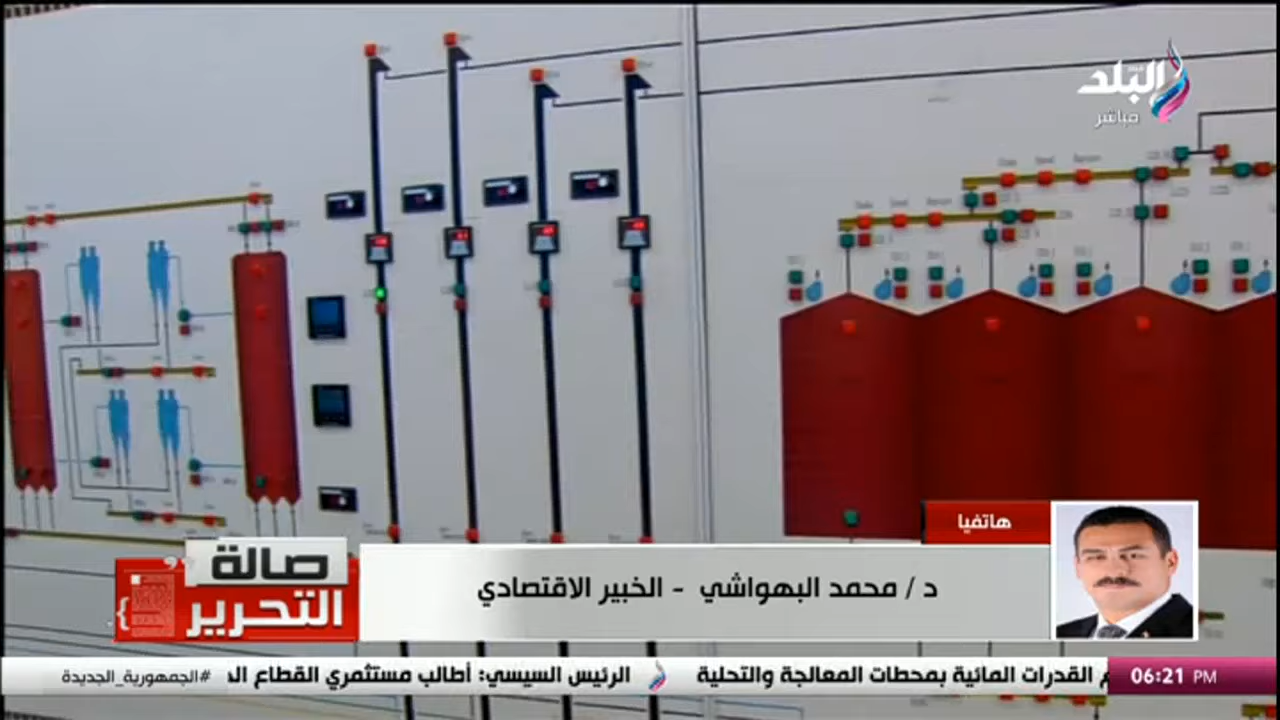 البلد
مباشر
هاتفيا
د / محمد البهواشي - الخبير الاقتصادي
صالة
التحرير
06:21 PM
القدرات المائية بمحطات المعالجة والتحلية
الرئيس السيسي: أطالب مستثمري القطاع
#الجمهورية_الجديدة